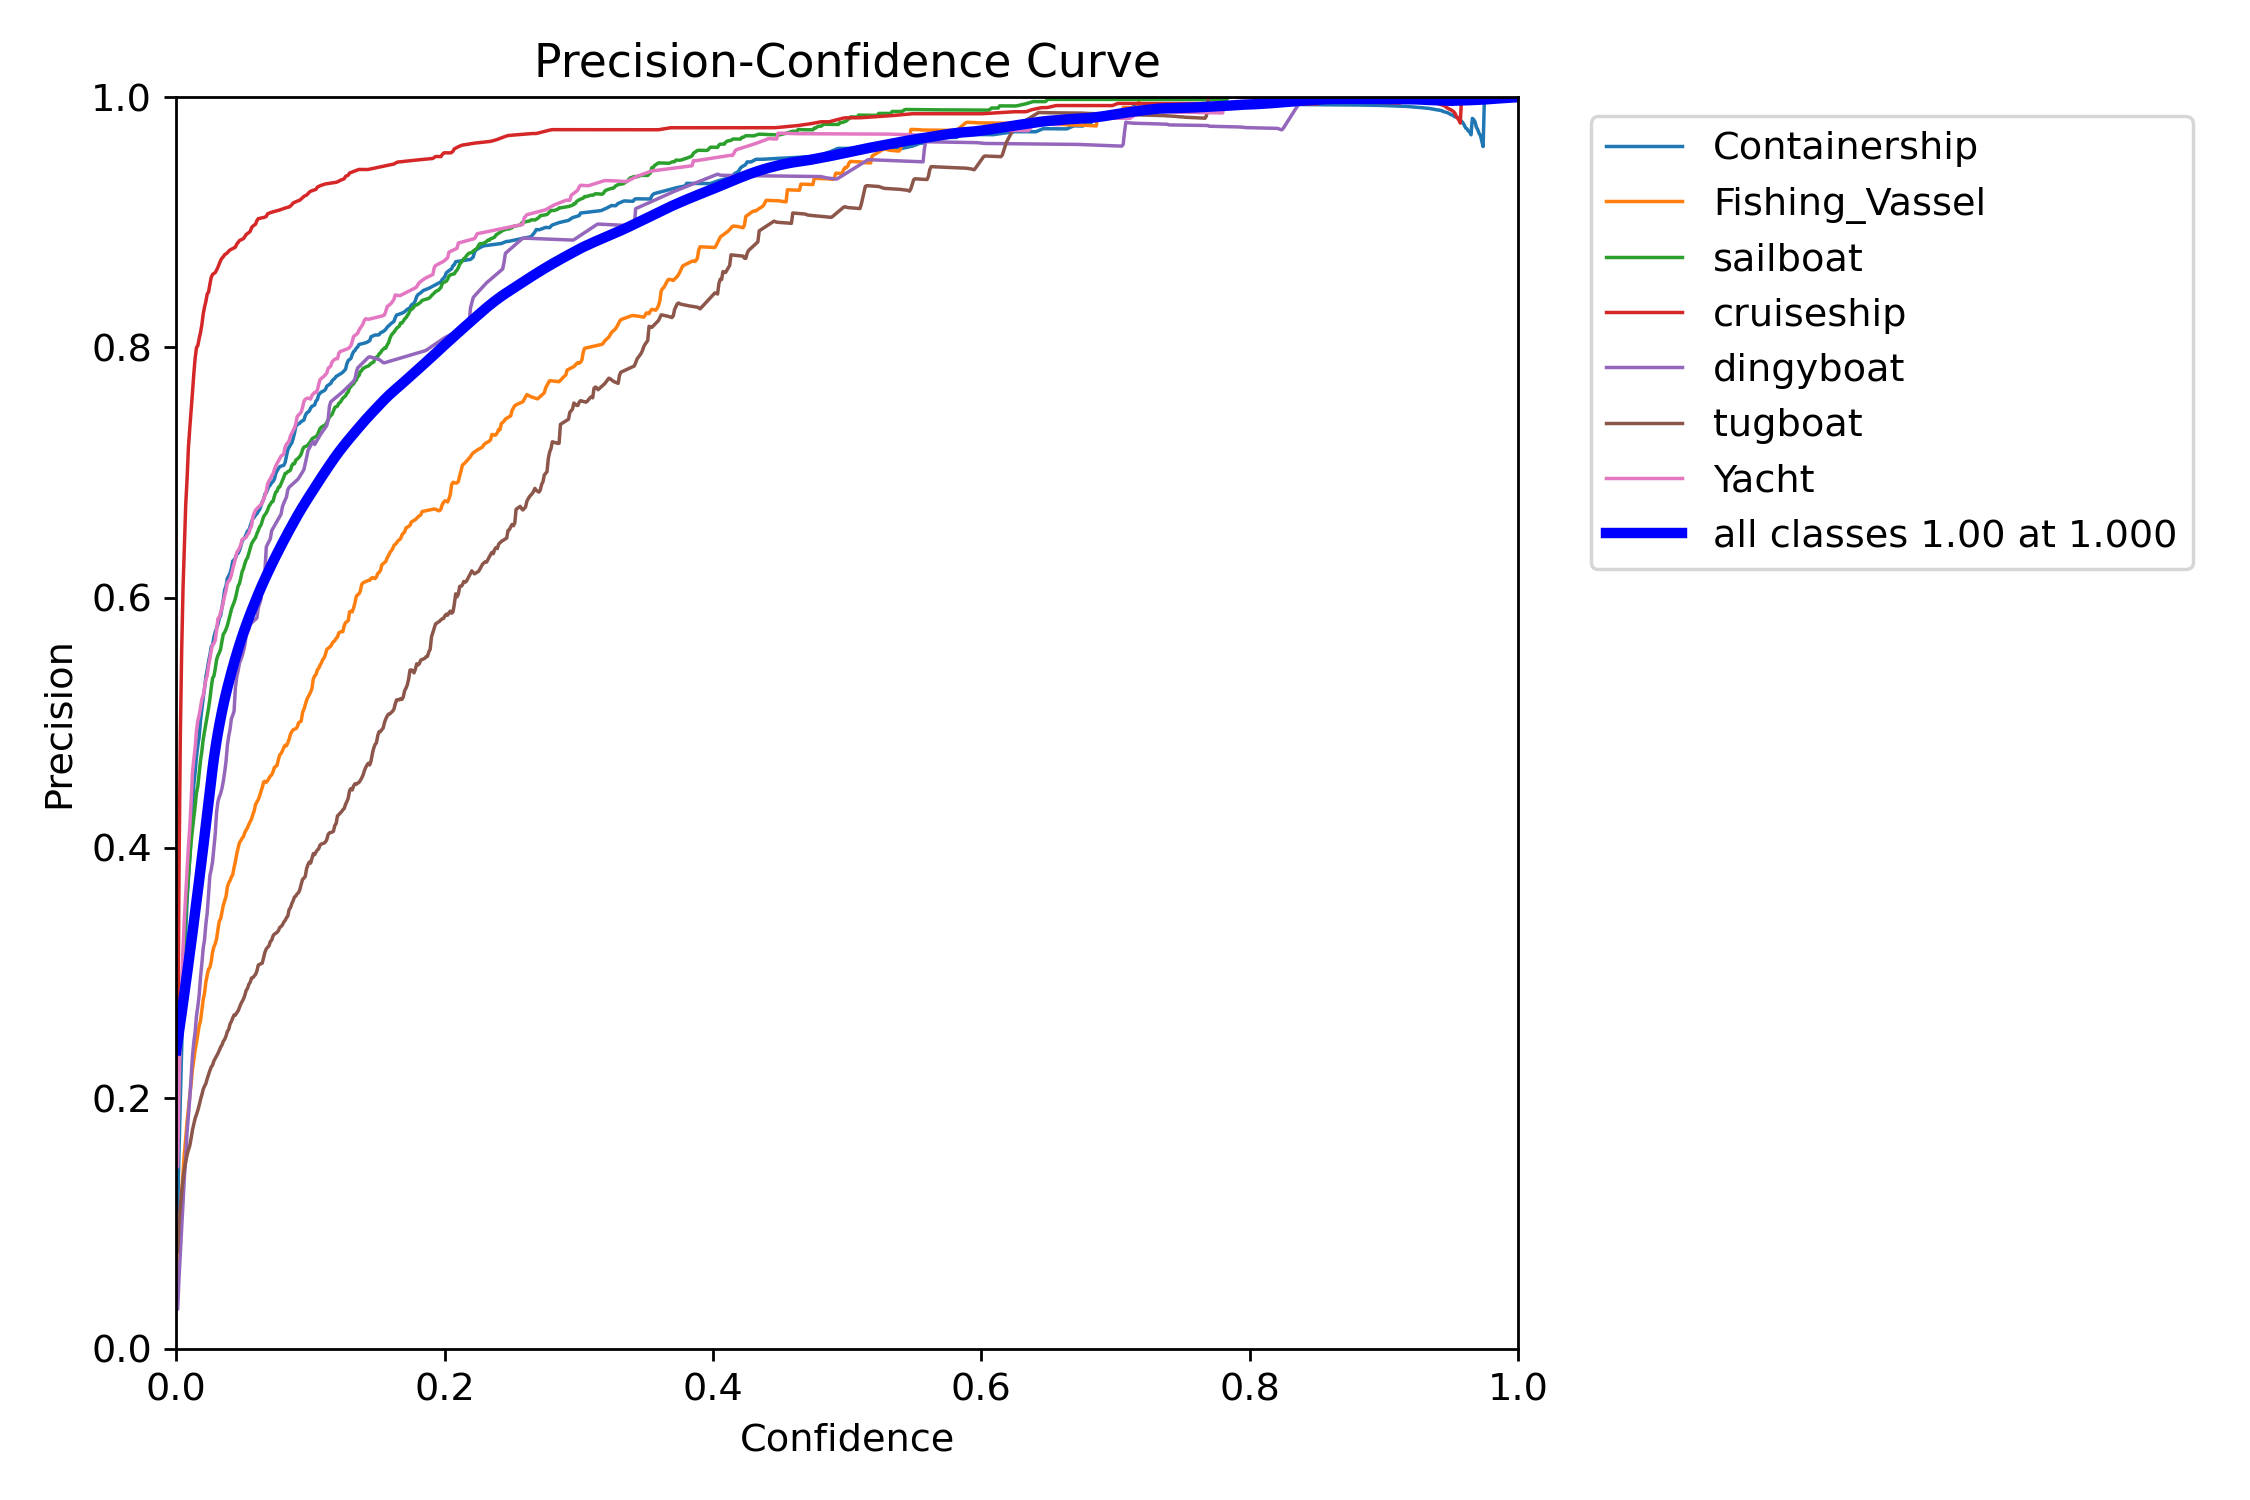 Precision-Confidence Curve
1.0
0.8
0.6
0.4
0.2
0.0
Precision
0.0 0.2 0.4 0.6 0.8 1.0
Confidence
Containership
Fishing_Vassel
sailboat
cruiseship
dingyboat
tugboat
Yacht
all classes 1.00 at 1.000